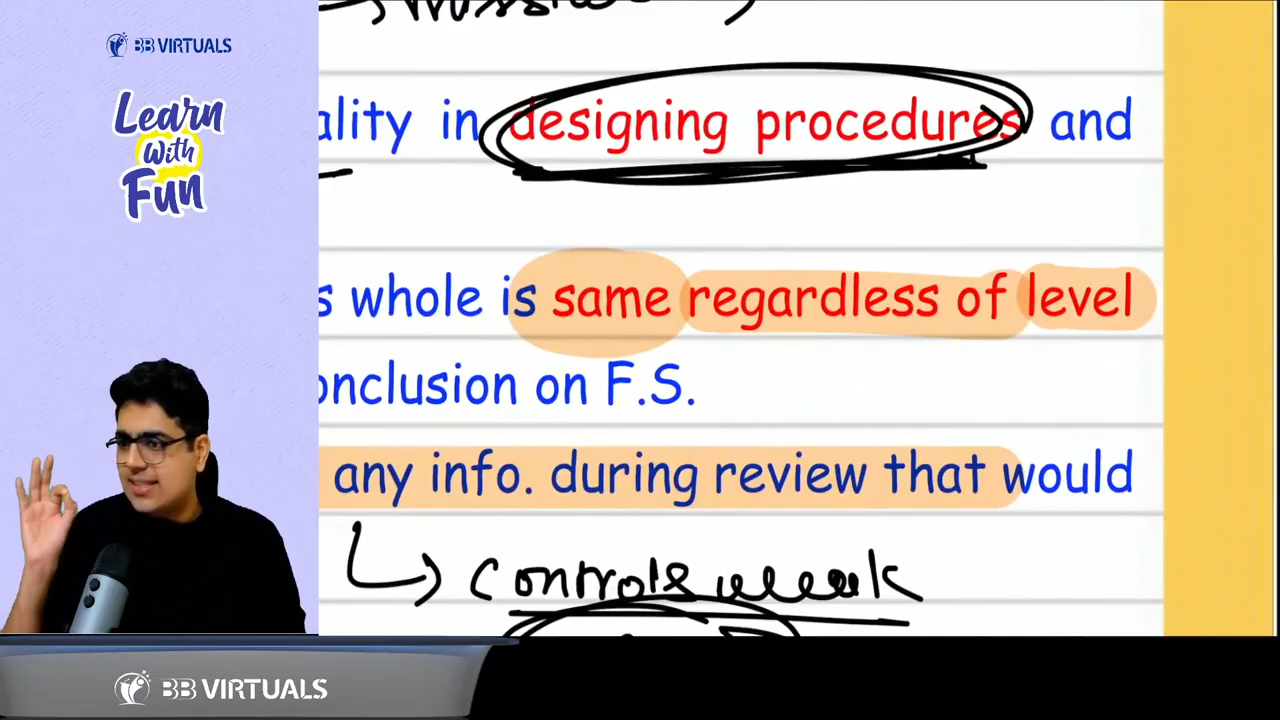 BB VIRTUALS
Learn
With
Fun
ality in designing procedures and
s whole is same regardless of level
onclusion on F.S.
any info. during review that would
Controls weak
BB VIRTUALS